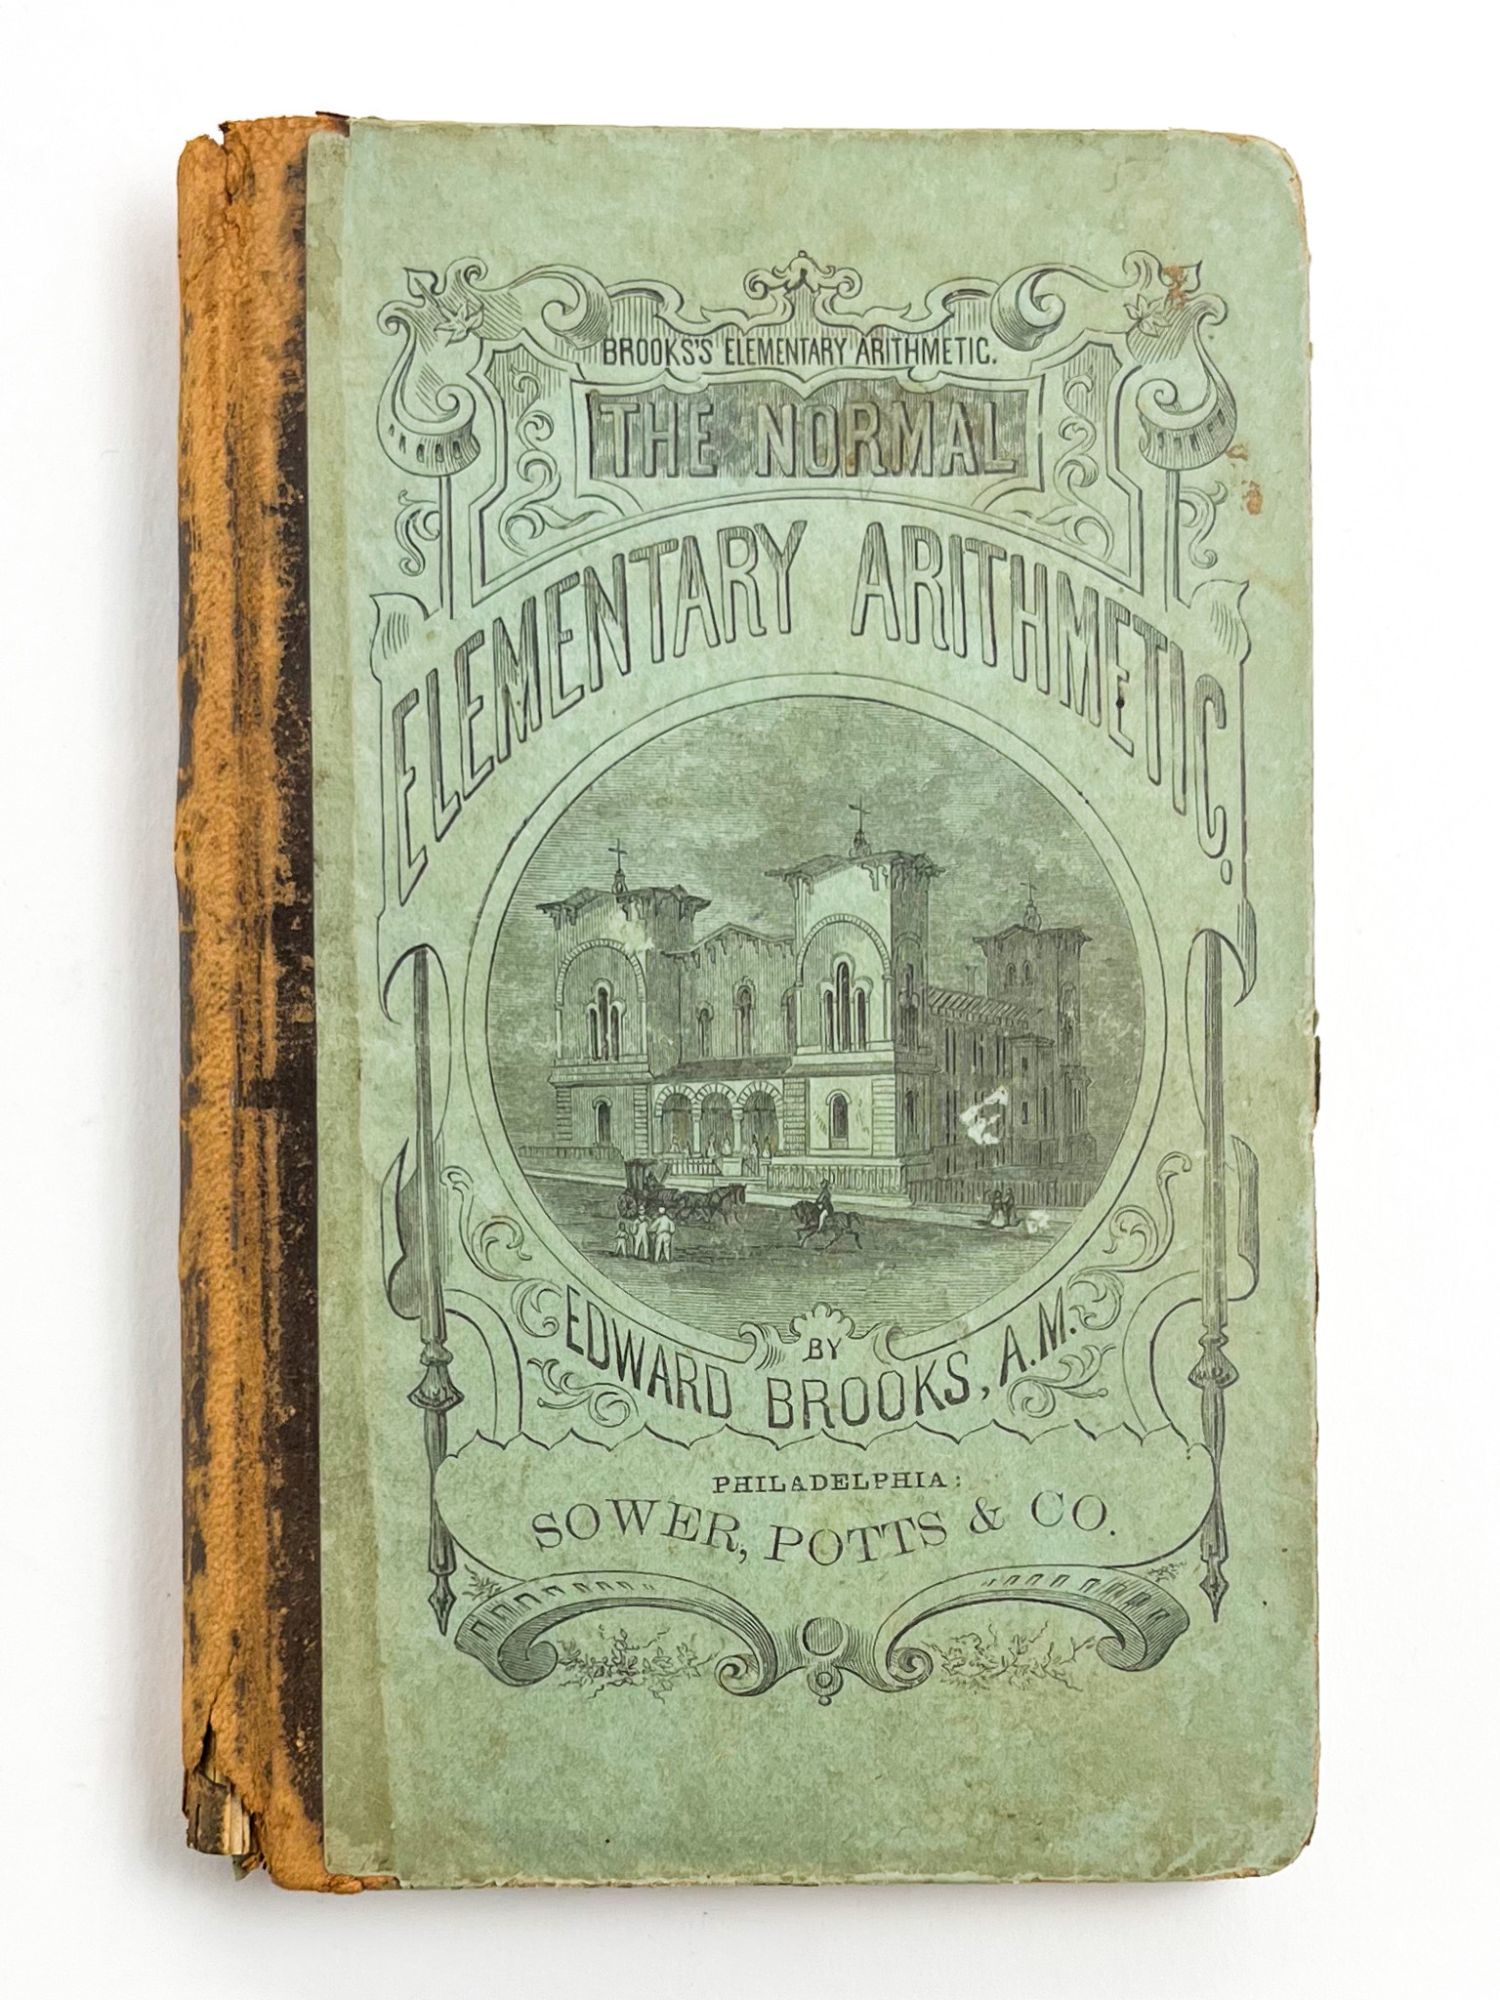 BROOKS'S ELEMENTARY ARITHMETIC.
THE NORMAL
ELEMENTARY ARITHMETIC.
BY
EDWARD BROOKS, A.M.
PHILADELPHIA:
SOWER, POTTS & CO.